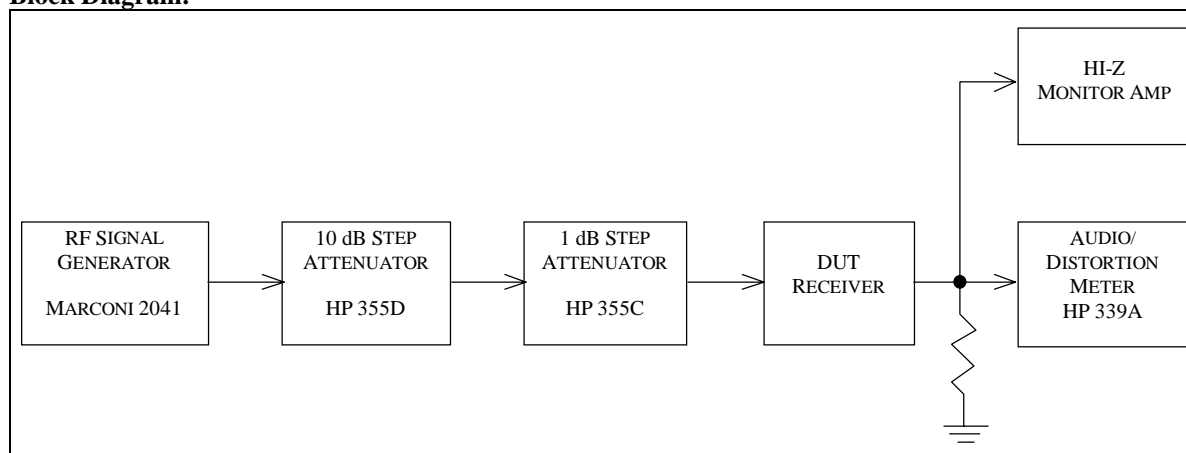 Block Diagram:
HI-Z
MONITOR AMP
RF SIGNAL
GENERATOR
MARCONI 2041
10 dB STEP
ATTENUATOR
HP 355D
1 dB STEP
ATTENUATOR
HP 355C
DUT
RECEIVER
AUDIO/
DISTORTION
METER
HP 339A